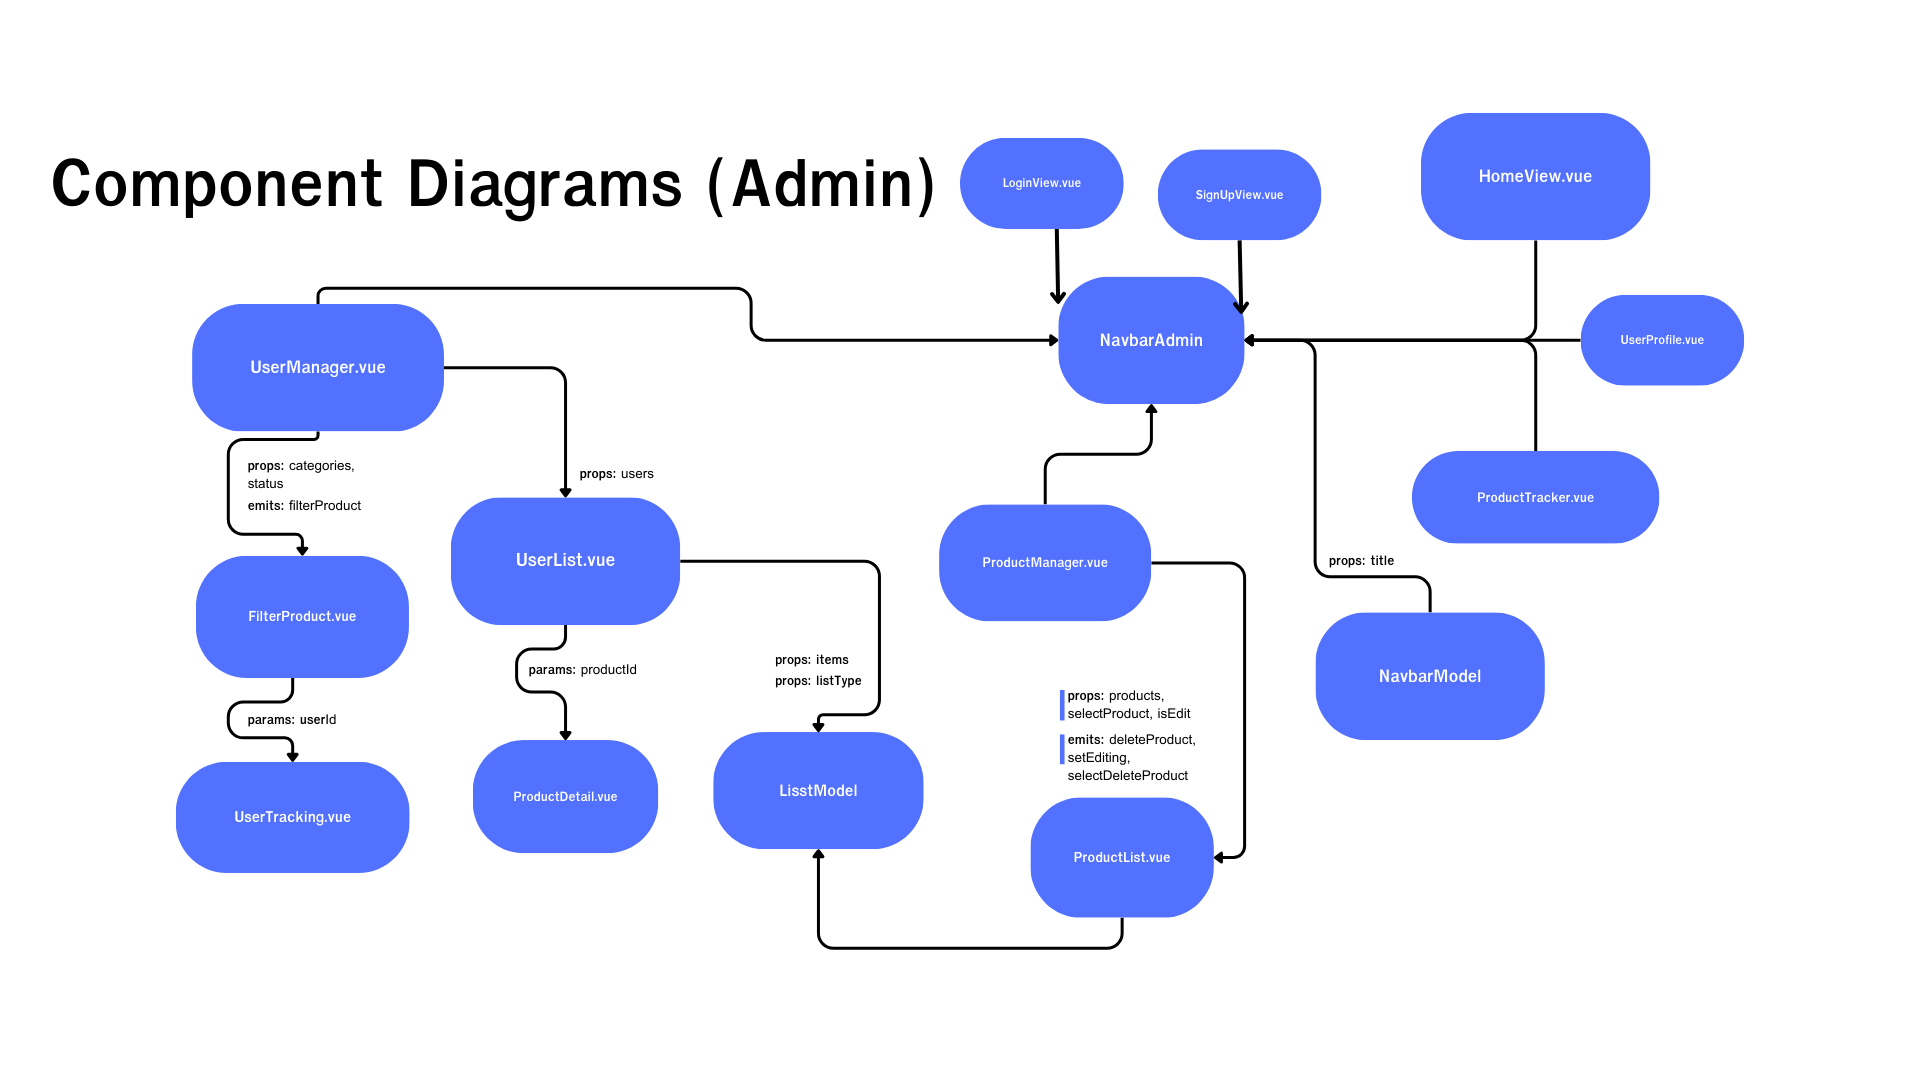 Component Diagrams (Admin)
LoginView.vue
SignUpView.vue
HomeView.vue
NavbarAdmin
UserProfile.vue
UserManager.vue
props: categories,
status
emits: filterProduct
props: users
UserList.vue
ProductManager.vue
ProductTracker.vue
props: title
FilterProduct.vue
params: productId
props: items
props: listType
NavbarModel
params: userId
props: products,
selectProduct, isEdit
emits: deleteProduct,
setEditing,
selectDeleteProduct
UserTracking.vue
ProductDetail.vue
LisstModel
ProductList.vue